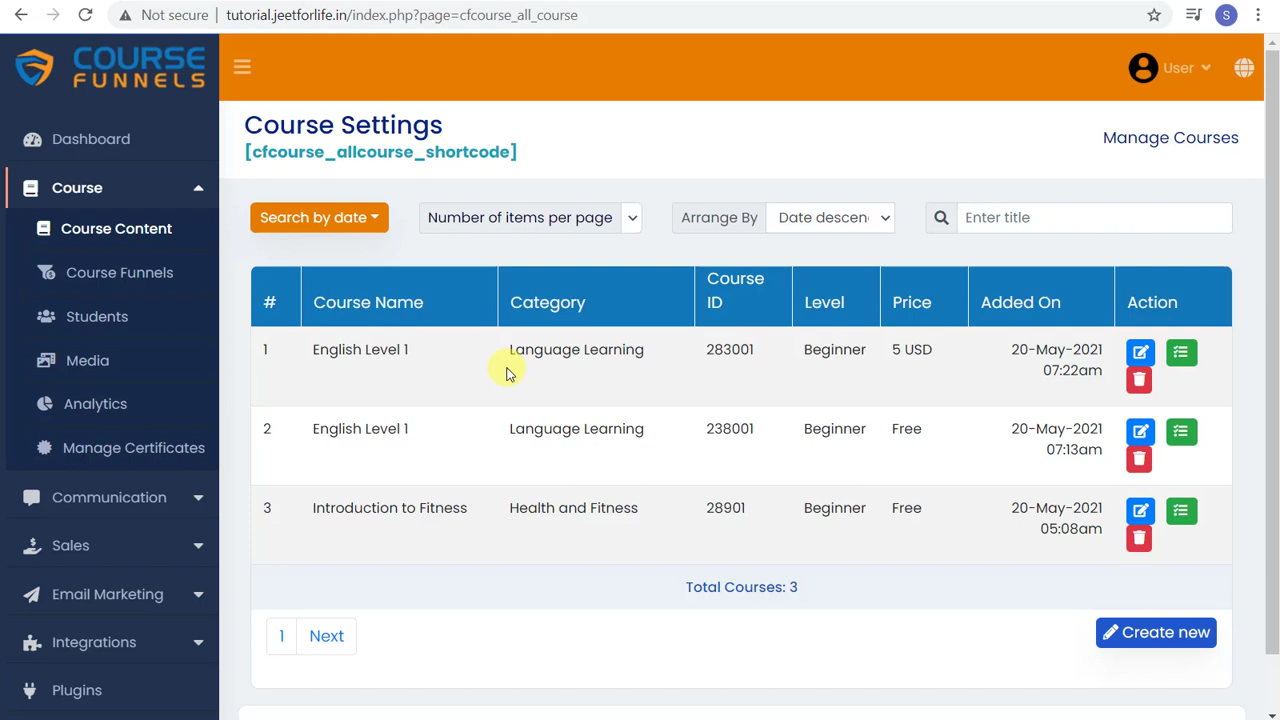 Not secure | tutorial.jeetforlife.in/index.php?page=cfcourse_all_course
S
COURSE
FUNNELS
User
Dashboard
Course
Course Content
Course Funnels
Students
Media
Analytics
Manage Certificates
Communication
Sales
Email Marketing
Integrations
Plugins
Course Settings
[cfcourse_allcourse_shortcode]
Manage Courses
Search by date
Number of items per page
Arrange By
Date descen
Enter title
# Course Name Category Course ID Level Price Added On Action
1 English Level 1 Language Learning 283001 Beginner 5 USD 20-May-2021
07:22am
2 English Level 1 Language Learning 238001 Beginner Free 20-May-2021
07:13am
3 Introduction to Fitness Health and Fitness 28901 Beginner Free 20-May-2021
05:08am
Total Courses: 3
1 Next
Create new